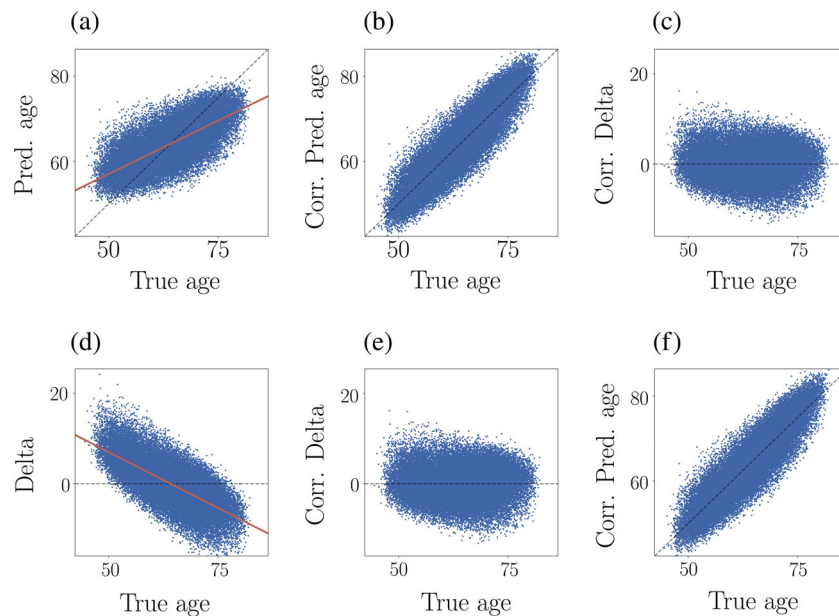 (a)
(b)
(c)
Pred. age
80
60
50
75
True age
Corr. Pred. age
80
60
50
75
True age
Corr. Delta
20
0
50
75
True age
(d)
(e)
(f)
Delta
20
0
50
75
True age
Corr. Delta
20
0
50
75
True age
Corr. Pred. age
80
60
50
75
True age